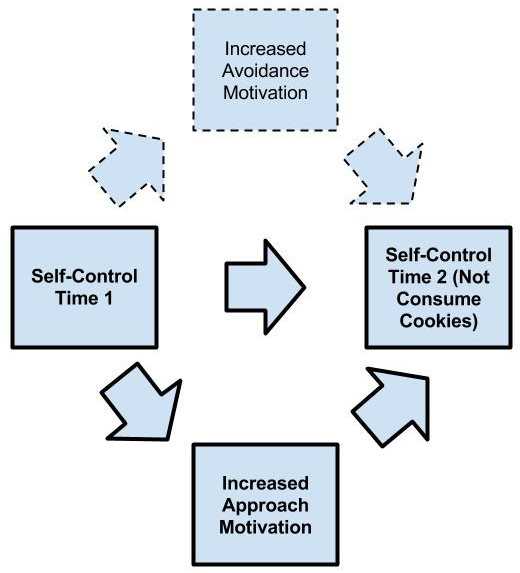 Increased
Avoidance
Motivation
Self-Control
Time 1
Self-Control
Time 2 (Not
Consume
Cookies)
Increased
Approach
Motivation